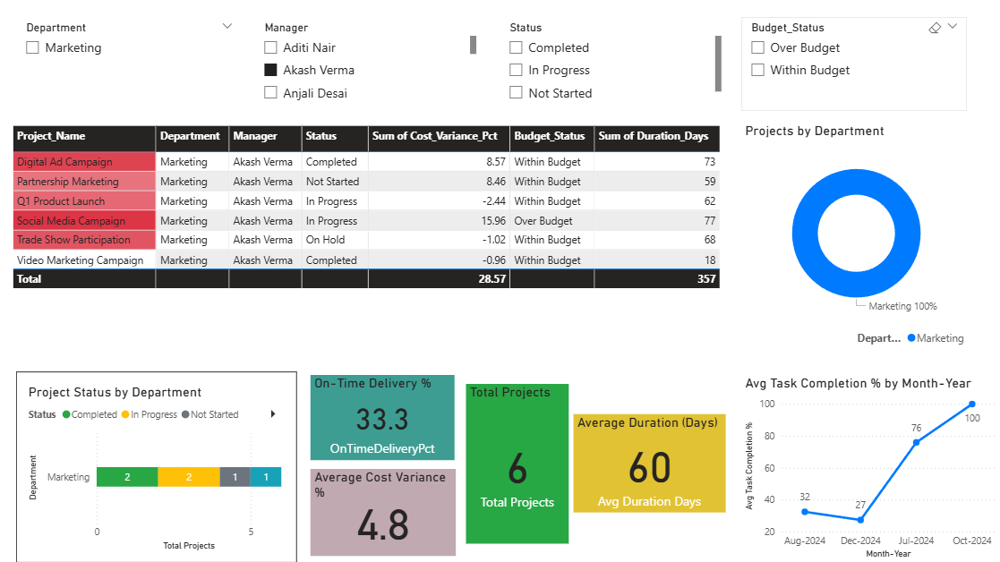 Department
Marketing
Manager
Aditi Nair
Akash Verma
Anjali Desai
Status
Completed
In Progress
Not Started
Budget_Status
Over Budget
Within Budget
Project_Name Department Manager Status Sum of Cost_Variance_Pct Budget_Status Sum of Duration_Days
Digital Ad Campaign Marketing Akash Verma Completed 8.57 Within Budget 73
Partnership Marketing Marketing Akash Verma Not Started 8.46 Within Budget 59
Q1 Product Launch Marketing Akash Verma In Progress -2.44 Within Budget 62
Social Media Campaign Marketing Akash Verma In Progress 15.96 Over Budget 77
Trade Show Participation Marketing Akash Verma On Hold -1.02 Within Budget 68
Video Marketing Campaign Marketing Akash Verma Completed -0.96 Within Budget 18
Total 28.57 357
Projects by Department
Marketing 100%
Depart... Marketing
Project Status by Department
Status Completed In Progress Not Started
Department
Marketing 2 2 1 1
0 5
Total Projects
On-Time Delivery %
33.3
OnTimeDeliveryPct
Average Cost Variance
%
4.8
Total Projects
6
Total Projects
Average Duration (Days)
60
Avg Duration Days
Avg Task Completion % by Month-Year
Avg Task Completion %
100
80
60
40
20
32
27
76
100
Aug-2024 Dec-2024 Jul-2024 Oct-2024
Month-Year